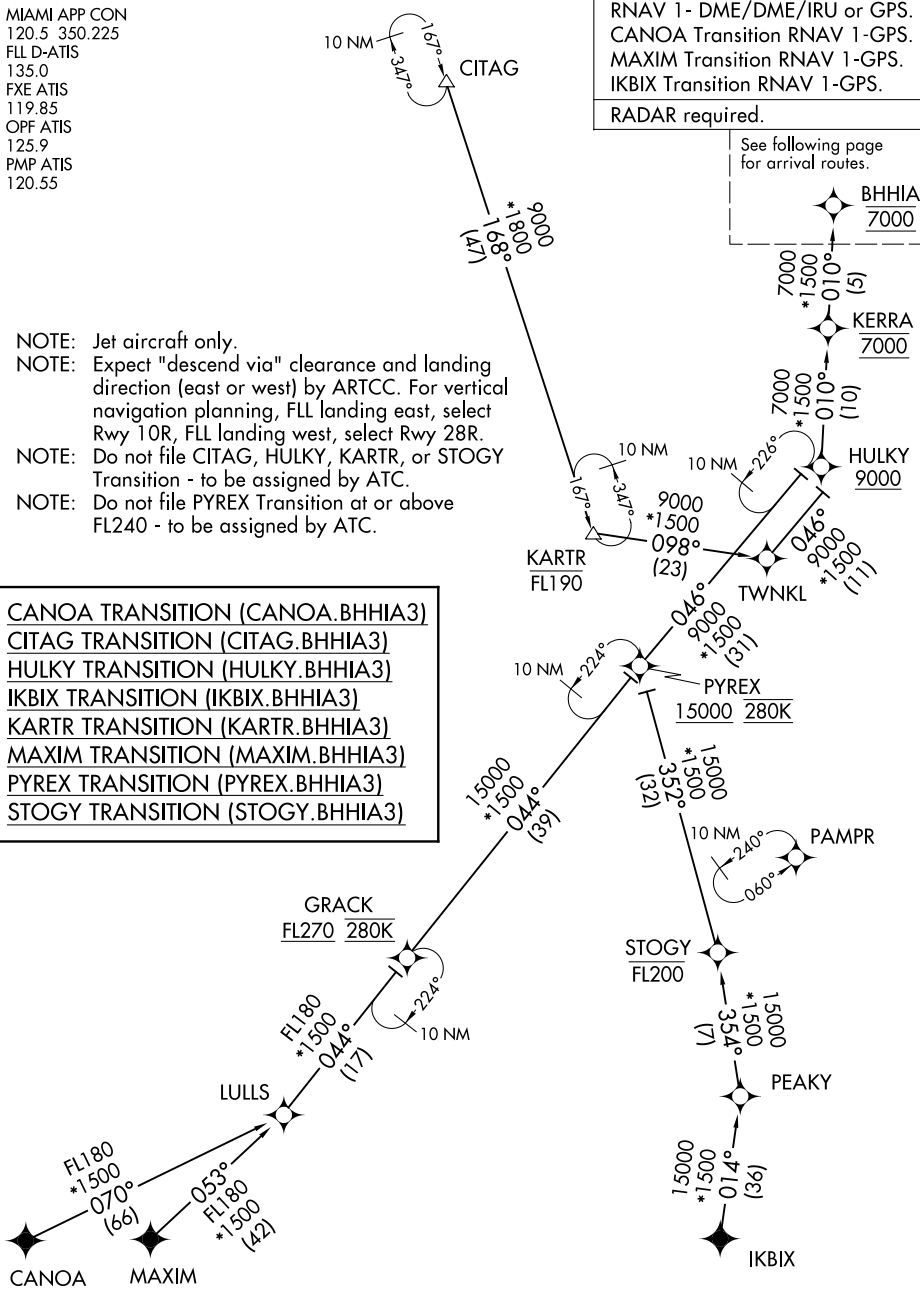 MIAMI APP CON
120.5 350.225
FLL D-ATIS
135.0
FXE ATIS
119.85
OPF ATIS
125.9
PMP ATIS
120.55
RNAV 1- DME/DME/IRU or GPS.
CANOA Transition RNAV 1-GPS.
MAXIM Transition RNAV 1-GPS.
IKBIX Transition RNAV 1-GPS.
RADAR required.
See following page
for arrival routes.
10 NM
167°
347°
CITAG
9000
*1800
168°
(47)
BHHIA
7000
7000
*1500
010°
(5)
KERRA
7000
7000
*1500
010°
(10)
NOTE: Jet aircraft only.
NOTE: Expect "descend via" clearance and landing
direction (east or west) by ARTCC. For vertical
navigation planning, FLL landing east, select
Rwy 10R, FLL landing west, select Rwy 28R.
NOTE: Do not file CITAG, HULKY, KARTR, or STOGY
Transition - to be assigned by ATC.
NOTE: Do not file PYREX Transition at or above
FL240 - to be assigned by ATC.
10 NM
226°
HULKY
9000
10 NM
167°
347°
KARTR
FL190
9000
*1500
098°
(23)
TWNKL
046°
9000
*1500
(11)
046°
9000
*1500
(31)
10 NM
224°
PYREX
15000 280K
CANOA TRANSITION (CANOA.BHHIA3)
CITAG TRANSITION (CITAG.BHHIA3)
HULKY TRANSITION (HULKY.BHHIA3)
IKBIX TRANSITION (IKBIX.BHHIA3)
KARTR TRANSITION (KARTR.BHHIA3)
MAXIM TRANSITION (MAXIM.BHHIA3)
PYREX TRANSITION (PYREX.BHHIA3)
STOGY TRANSITION (STOGY.BHHIA3)
15000
*1500
044°
(39)
15000
*1500
352°
(32)
10 NM
240°
060°
PAMPR
GRACK
FL270 280K
224°
10 NM
STOGY
FL200
FL180
*1500
044°
(17)
15000
*1500
354°
(7)
PEAKY
LULLS
FL180
*1500
070°
(66)
053°
FL180
*1500
(42)
15000
*1500
014°
(36)
CANOA
MAXIM
IKBIX